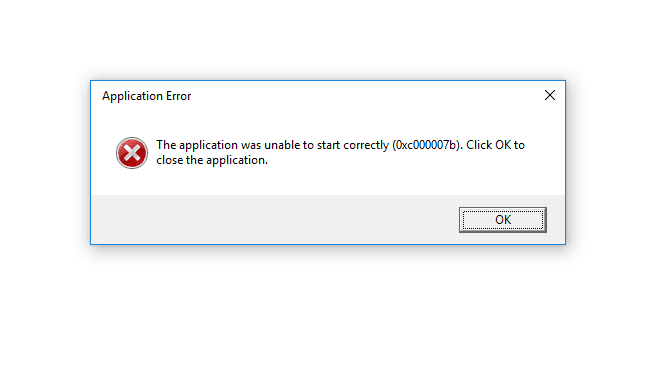 Application Error
The application was unable to start correctly (0xc000007b). Click OK to
close the application.
OK